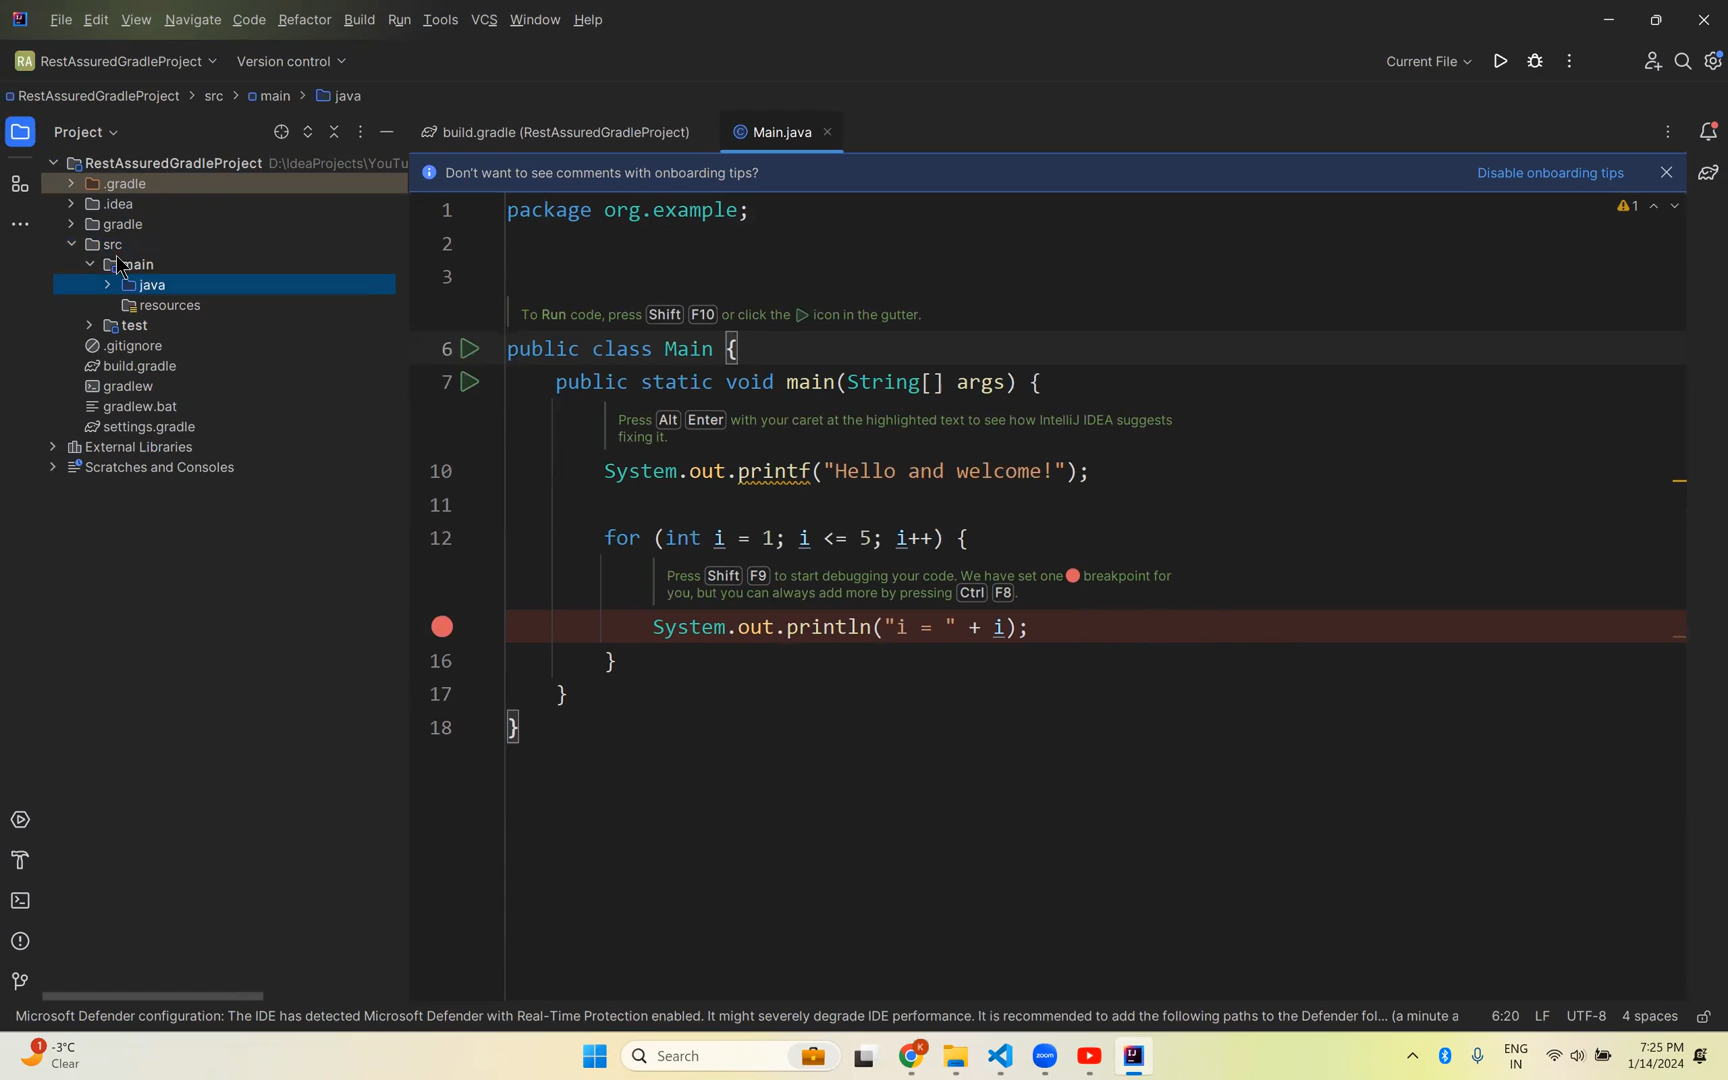 File Edit View Navigate Code Refactor Build Run Tools VCS Window Help
RA RestAssuredGradleProject Version control Current File
RestAssuredGradleProject > src > main > java
Project
build.gradle (RestAssuredGradleProject) Main.java
RestAssuredGradleProject D:\IdeaProjects\YouTu
.gradle
.idea
gradle
src
main
java
resources
test
.gitignore
build.gradle
gradlew
gradlew.bat
settings.gradle
External Libraries
Scratches and Consoles
Don't want to see comments with onboarding tips? Disable onboarding tips
1 package org.example; 1
2
3
To Run code, press Shift F10 or click the icon in the gutter.
6 public class Main {
7 public static void main(String[] args) {
Press Alt Enter with your caret at the highlighted text to see how IntelliJ IDEA suggests
fixing it.
10 System.out.printf("Hello and welcome!");
11
12 for (int i = 1; i <= 5; i++) {
Press Shift F9 to start debugging your code. We have set one breakpoint for
you, but you can always add more by pressing Ctrl F8.
System.out.println("i = " + i);
16 }
17 }
18 }
Microsoft Defender configuration: The IDE has detected Microsoft Defender with Real-Time Protection enabled. It might severely degrade IDE performance. It is recommended to add the following paths to the Defender fol... (a minute a 6:20 LF UTF-8 4 spaces
1 -3°C
Clear
Search
zoom
ENG
IN
7:25 PM
1/14/2024